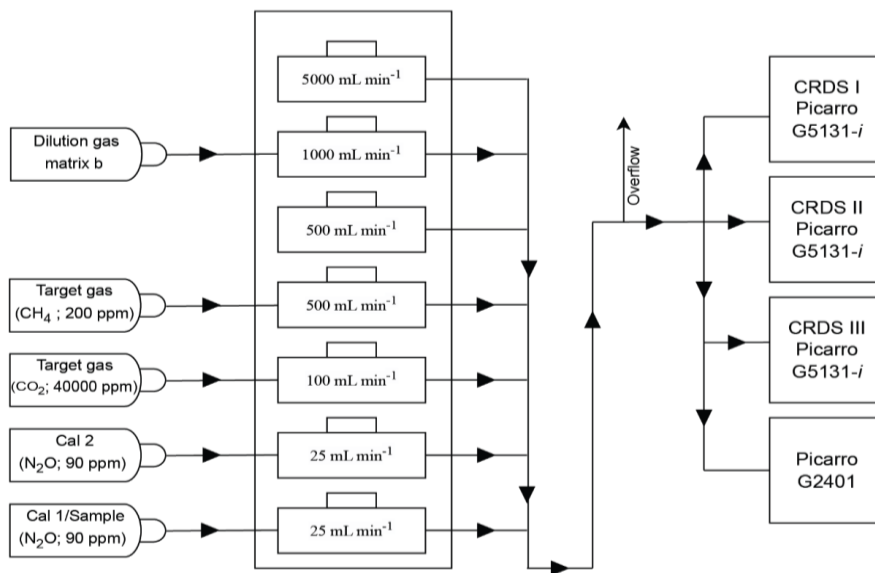 5000 mL min⁻¹
Dilution gas
matrix b
1000 mL min⁻¹
500 mL min⁻¹
Target gas
(CH₄ ; 200 ppm)
500 mL min⁻¹
Target gas
(CO₂; 40000 ppm)
100 mL min⁻¹
Cal 2
(N₂O; 90 ppm)
25 mL min⁻¹
Cal 1/Sample
(N₂O; 90 ppm)
25 mL min⁻¹
Overflow
CRDS I
Picarro
G5131-i
CRDS II
Picarro
G5131-i
CRDS III
Picarro
G5131-i
Picarro
G2401